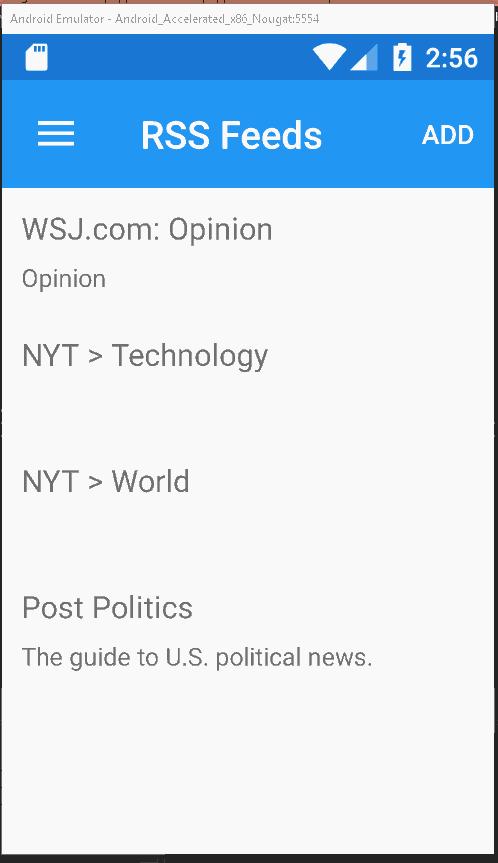 Android Emulator - Android_Accelerated_x86_Nougat:5554
2:56
RSS Feeds
ADD
WSJ.com: Opinion
Opinion
NYT > Technology
NYT > World
Post Politics
The guide to U.S. political news.